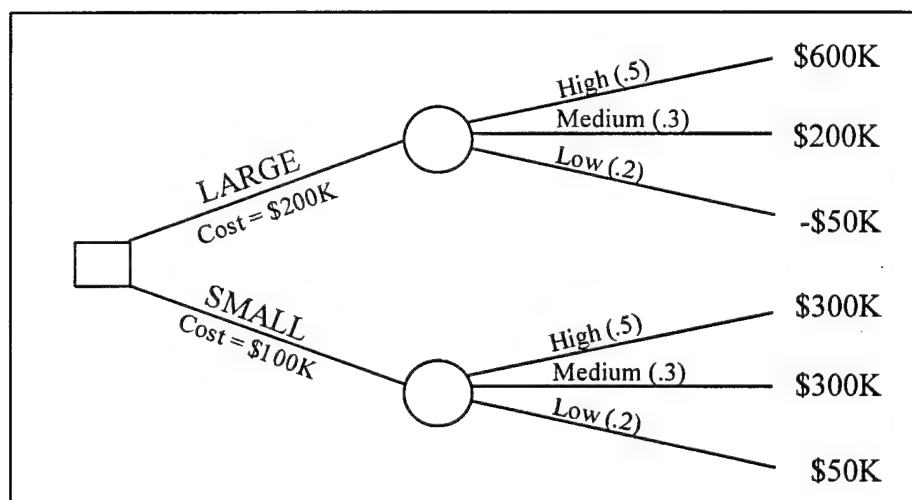 High (.5)
$600K
Medium (.3)
$200K
Low (.2)
-$50K
LARGE
Cost = $200K
SMALL
Cost = $100K
High (.5)
$300K
Medium (.3)
$300K
Low (.2)
$50K